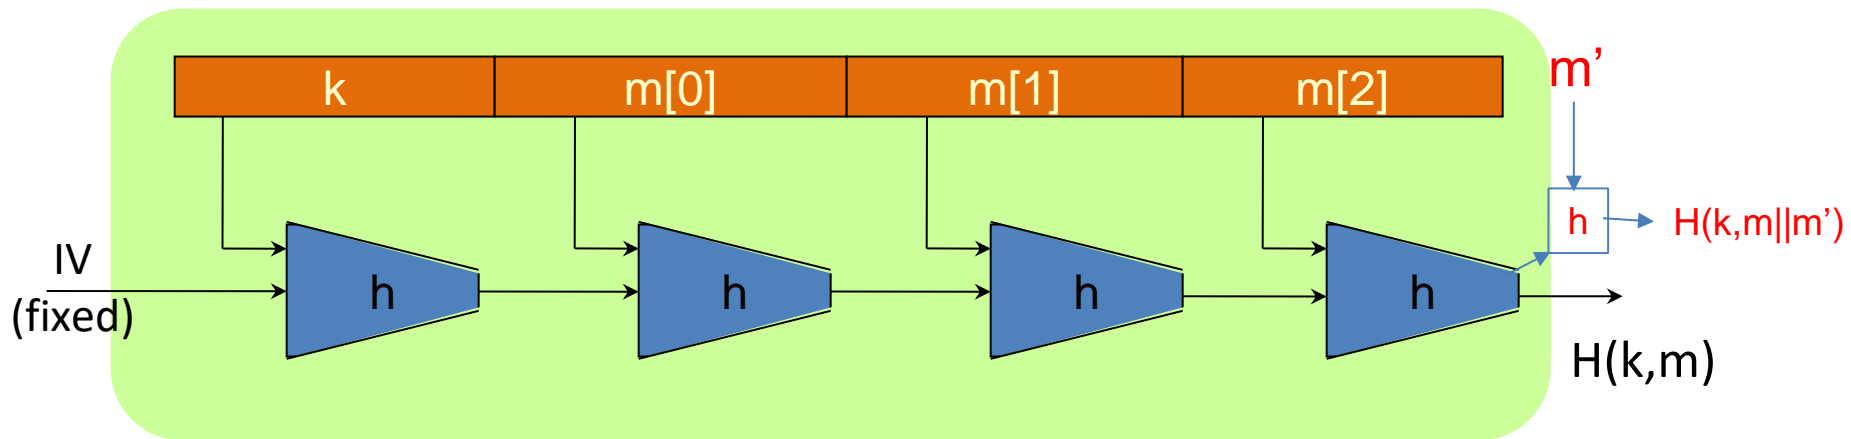 k m[0] m[1] m[2] m’
h H(k,m||m’)
IV
(fixed)
h h h h
H(k,m)